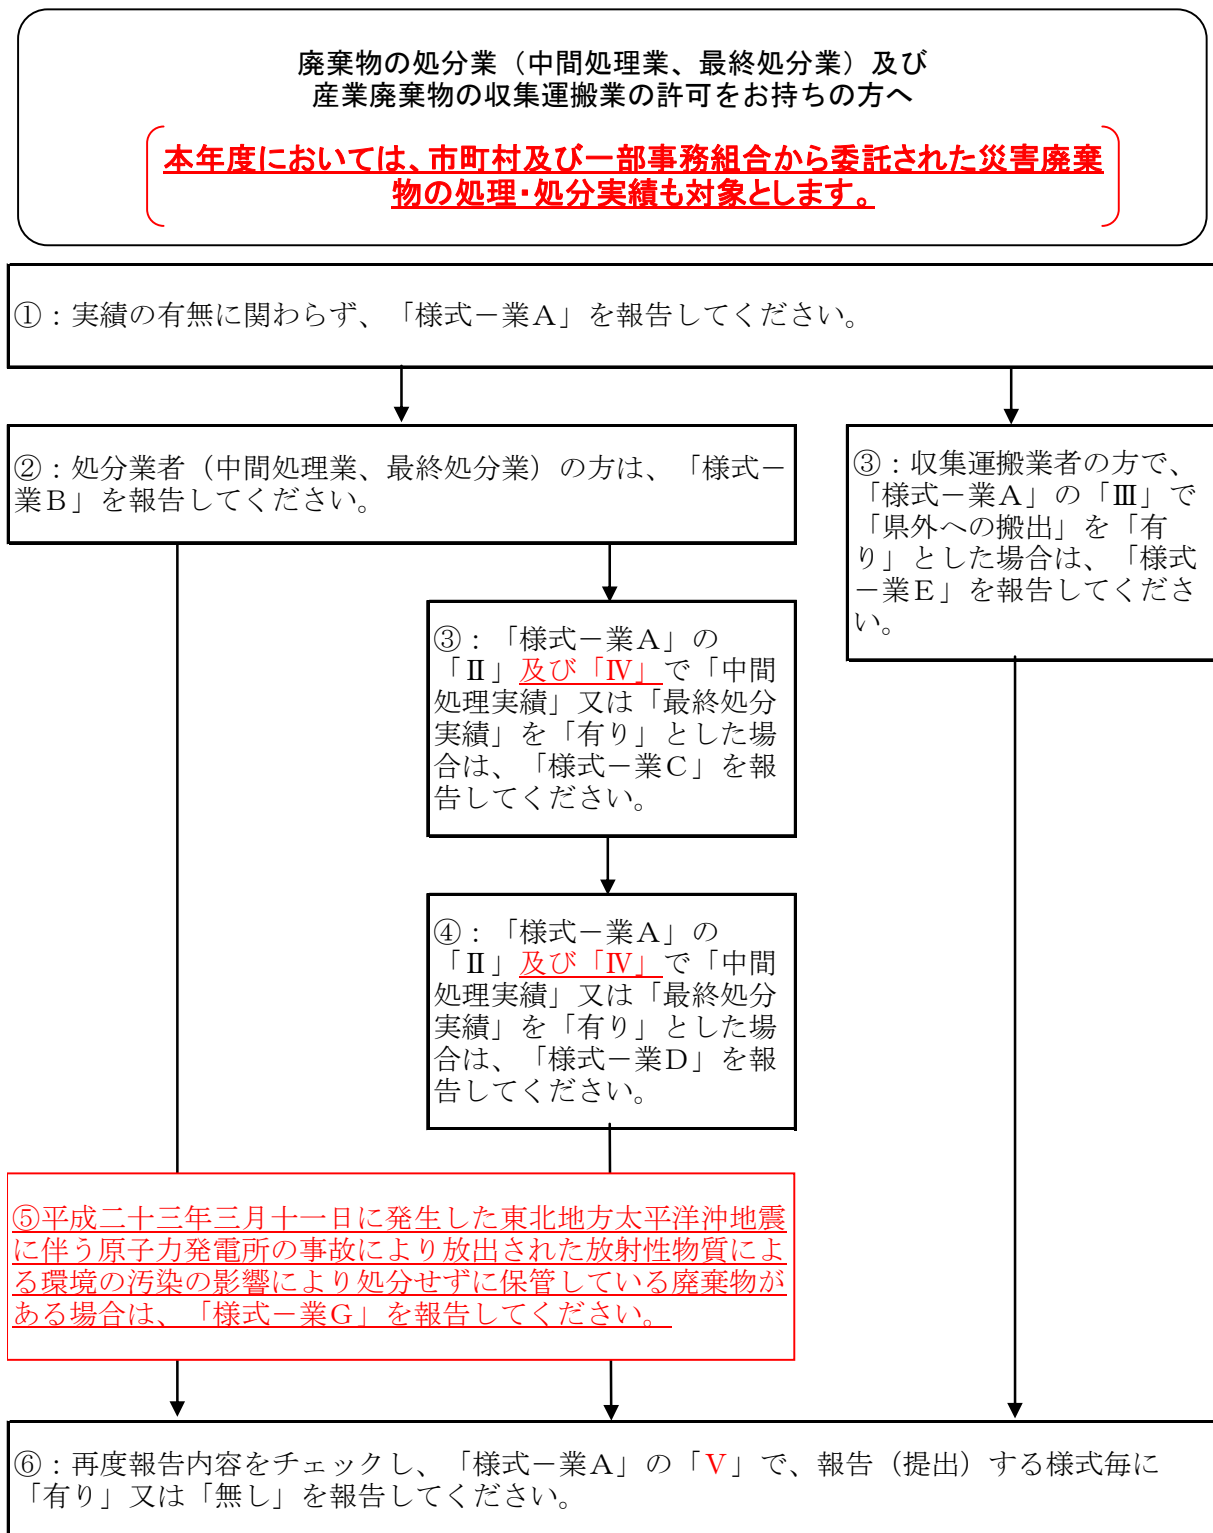 廃棄物の処分業（中間処理業、最終処分業）及び
産業廃棄物の収集運搬業の許可をお持ちの方へ
本年度においては、市町村及び一部事務組合から委託された災害廃棄
物の処理・処分実績も対象とします。
①：実績の有無に関わらず、「様式－業Ａ」を報告してください。
②：処分業者（中間処理業、最終処分業）の方は、「様式－
業Ｂ」を報告してください。
③：収集運搬業者の方で、
「様式－業Ａ」の「Ⅲ」で
「県外への搬出」を「有
り」とした場合は、「様式
－業Ｅ」を報告してくださ
い。
③：「様式－業Ａ」の
「Ⅱ」及び「Ⅳ」で「中間
処理実績」又は「最終処分
実績」を「有り」とした場
合は、「様式－業Ｃ」を報
告してください。
④：「様式－業Ａ」の
「Ⅱ」及び「Ⅳ」で「中間
処理実績」又は「最終処分
実績」を「有り」とした場
合は、「様式－業Ｄ」を報
告してください。
⑤平成二十三年三月十一日に発生した東北地方太平洋沖地震
に伴う原子力発電所の事故により放出された放射性物質によ
る環境の汚染の影響により処分せずに保管している廃棄物が
ある場合は、「様式－業Ｇ」を報告してください。
⑥：再度報告内容をチェックし、「様式－業Ａ」の「Ⅴ」で、報告（提出）する様式毎に
「有り」又は「無し」を報告してください。